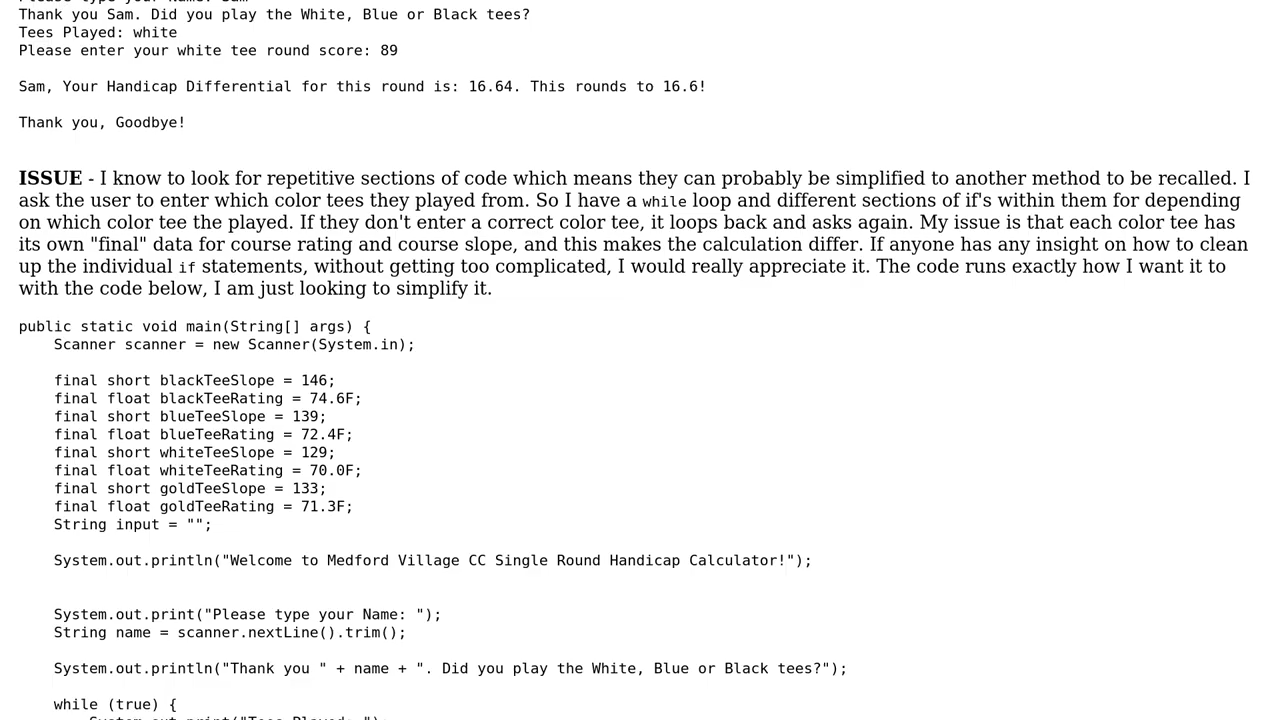 Please type your Name: Sam
Thank you Sam. Did you play the White, Blue or Black tees?
Tees Played: white
Please enter your white tee round score: 89
Sam, Your Handicap Differential for this round is: 16.64. This rounds to 16.6!
Thank you, Goodbye!
ISSUE - I know to look for repetitive sections of code which means they can probably be simplified to another method to be recalled. I
ask the user to enter which color tees they played from. So I have a while loop and different sections of if's within them for depending
on which color tee the played. If they don't enter a correct color tee, it loops back and asks again. My issue is that each color tee has
its own "final" data for course rating and course slope, and this makes the calculation differ. If anyone has any insight on how to clean
up the individual if statements, without getting too complicated, I would really appreciate it. The code runs exactly how I want it to
with the code below, I am just looking to simplify it.
public static void main(String[] args) {
    Scanner scanner = new Scanner(System.in);
    final short blackTeeSlope = 146;
    final float blackTeeRating = 74.6F;
    final short blueTeeSlope = 139;
    final float blueTeeRating = 72.4F;
    final short whiteTeeSlope = 129;
    final float whiteTeeRating = 70.0F;
    final short goldTeeSlope = 133;
    final float goldTeeRating = 71.3F;
    String input = "";
    System.out.println("Welcome to Medford Village CC Single Round Handicap Calculator!");
    System.out.print("Please type your Name: ");
    String name = scanner.nextLine().trim();
    System.out.println("Thank you " + name + ". Did you play the White, Blue or Black tees?");
    while (true) {
        System.out.print("Tees Played: ");